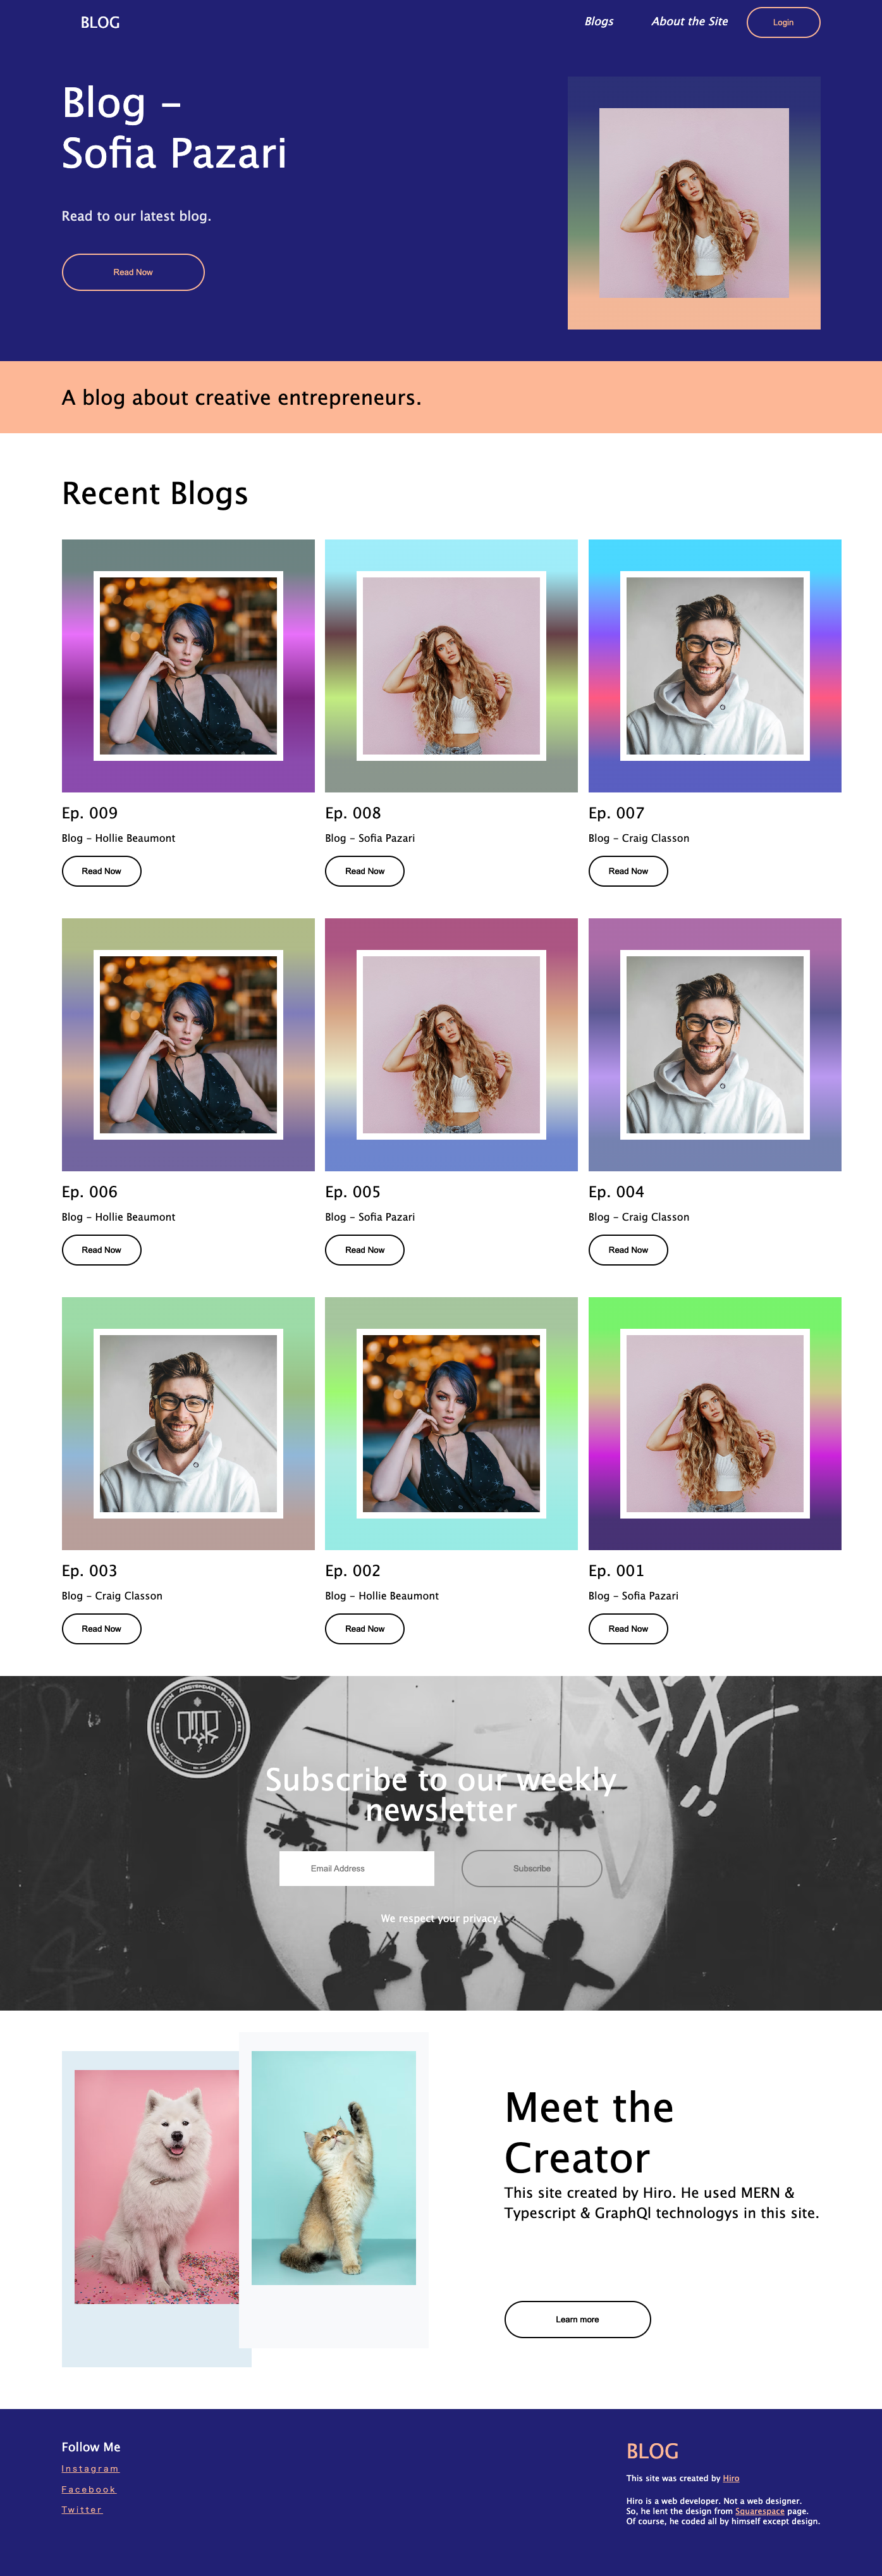 BLOG
Blogs
About the Site
Login
Blog –
Sofia Pazari
Read to our latest blog.
Read Now
A blog about creative entrepreneurs.
Recent Blogs
Ep. 009
Blog – Hollie Beaumont
Read Now
Ep. 008
Blog – Sofia Pazari
Read Now
Ep. 007
Blog – Craig Classon
Read Now
Ep. 006
Blog – Hollie Beaumont
Read Now
Ep. 005
Blog – Sofia Pazari
Read Now
Ep. 004
Blog – Craig Classon
Read Now
Ep. 003
Blog – Craig Classon
Read Now
Ep. 002
Blog – Hollie Beaumont
Read Now
Ep. 001
Blog – Sofia Pazari
Read Now
Subscribe to our weekly
newsletter
Email Address
Subscribe
We respect your privacy.
Meet the
Creator
This site created by Hiro. He used MERN &
Typescript & GraphQl technologys in this site.
Learn more
Follow Me
Instagram
Facebook
Twitter
BLOG
This site was created by Hiro
Hiro is a web developer. Not a web designer.
So, he lent the design from Squarespace page.
Of course, he coded all by himself except design.